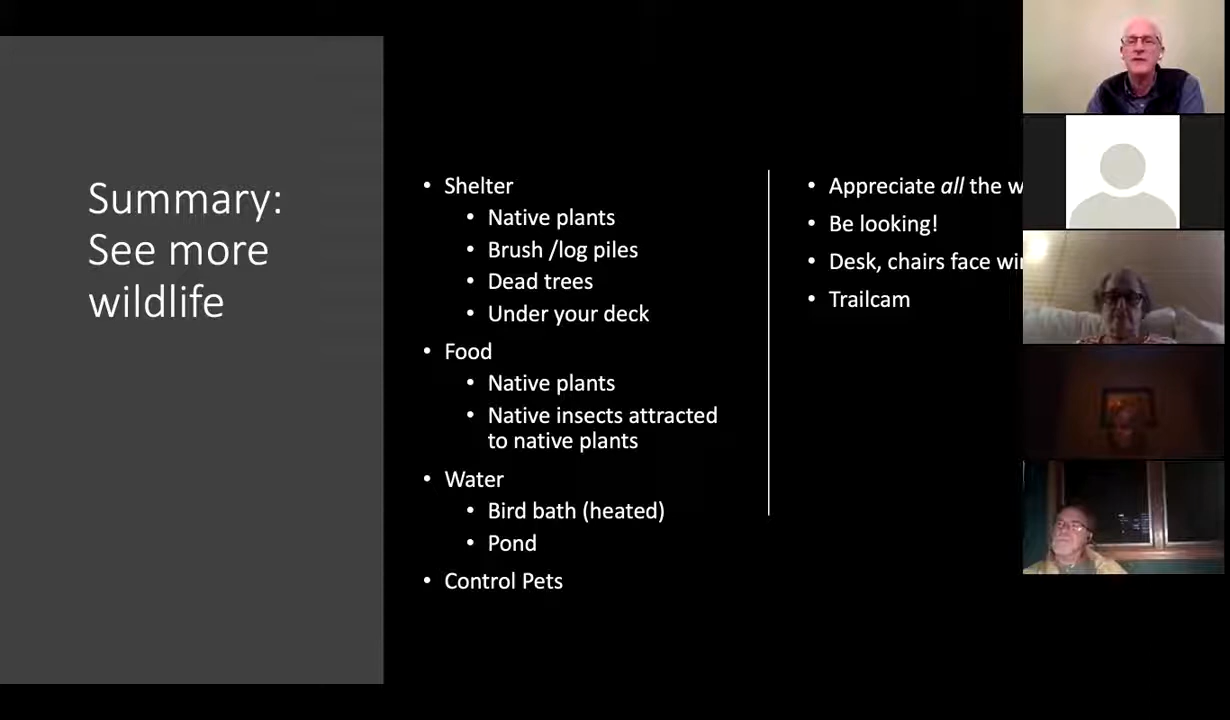 Summary:
See more
wildlife
• Shelter
• Native plants
• Brush /log piles
• Dead trees
• Under your deck
• Food
• Native plants
• Native insects attracted
to native plants
• Water
• Bird bath (heated)
• Pond
• Control Pets
• Appreciate all the
• Be looking!
• Desk, chairs face
• Trailcam